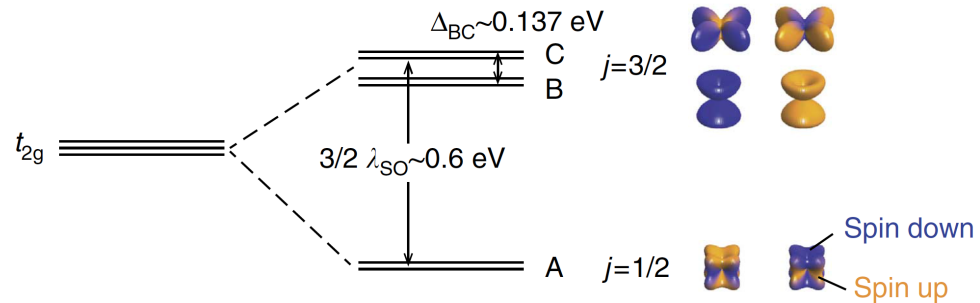 Δ_BC~0.137 eV
C
j=3/2
B
t_2g
3/2 λ_SO~0.6 eV
Spin down
A
j=1/2
Spin up